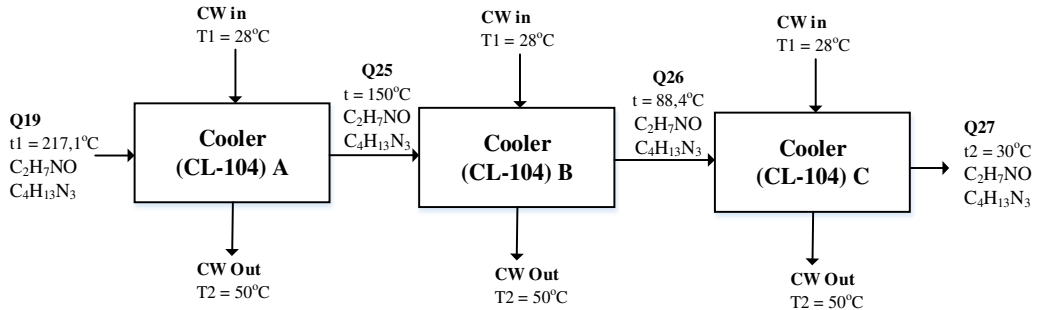 CW in
T1 = 28°C
CW in
T1 = 28°C
CW in
T1 = 28°C
Q19
t1 = 217,1°C
C₂H₇NO
C₄H₁₃N₃
Cooler
(CL-104) A
Q25
t = 150°C
C₂H₇NO
C₄H₁₃N₃
Cooler
(CL-104) B
Q26
t = 88,4°C
C₂H₇NO
C₄H₁₃N₃
Cooler
(CL-104) C
Q27
t2 = 30°C
C₂H₇NO
C₄H₁₃N₃
CW Out
T2 = 50°C
CW Out
T2 = 50°C
CW Out
T2 = 50°C